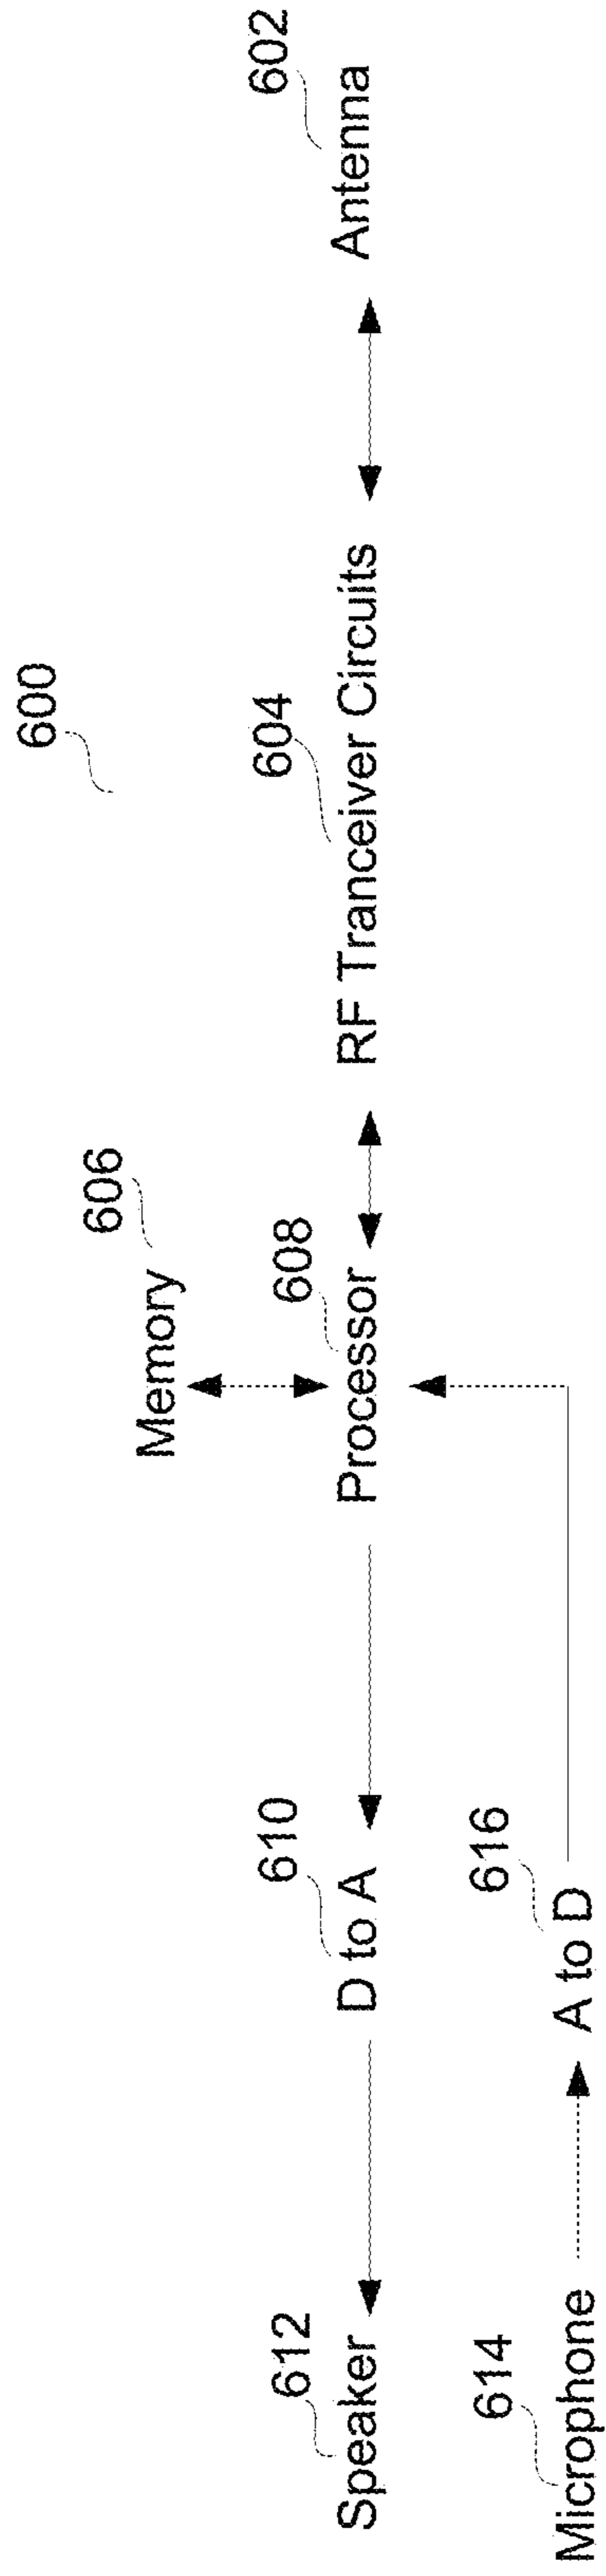 600
606
Memory
612
610
608
604
602
Speaker
D to A
Processor
RF Tranceiver Circuits
Antenna
614
616
Microphone
A to D